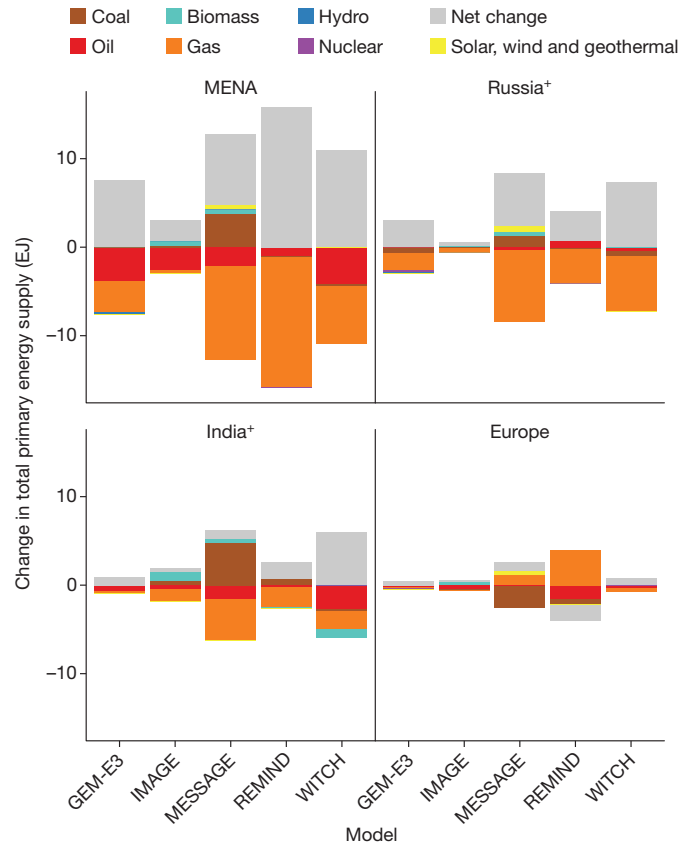 Coal Biomass Hydro Net change
Oil Gas Nuclear Solar, wind and geothermal
MENA Russia⁺
Change in total primary energy supply (EJ)
10
0
−10
India⁺ Europe
10
0
−10
GEM-E3 IMAGE MESSAGE REMIND WITCH GEM-E3 IMAGE MESSAGE REMIND WITCH
Model